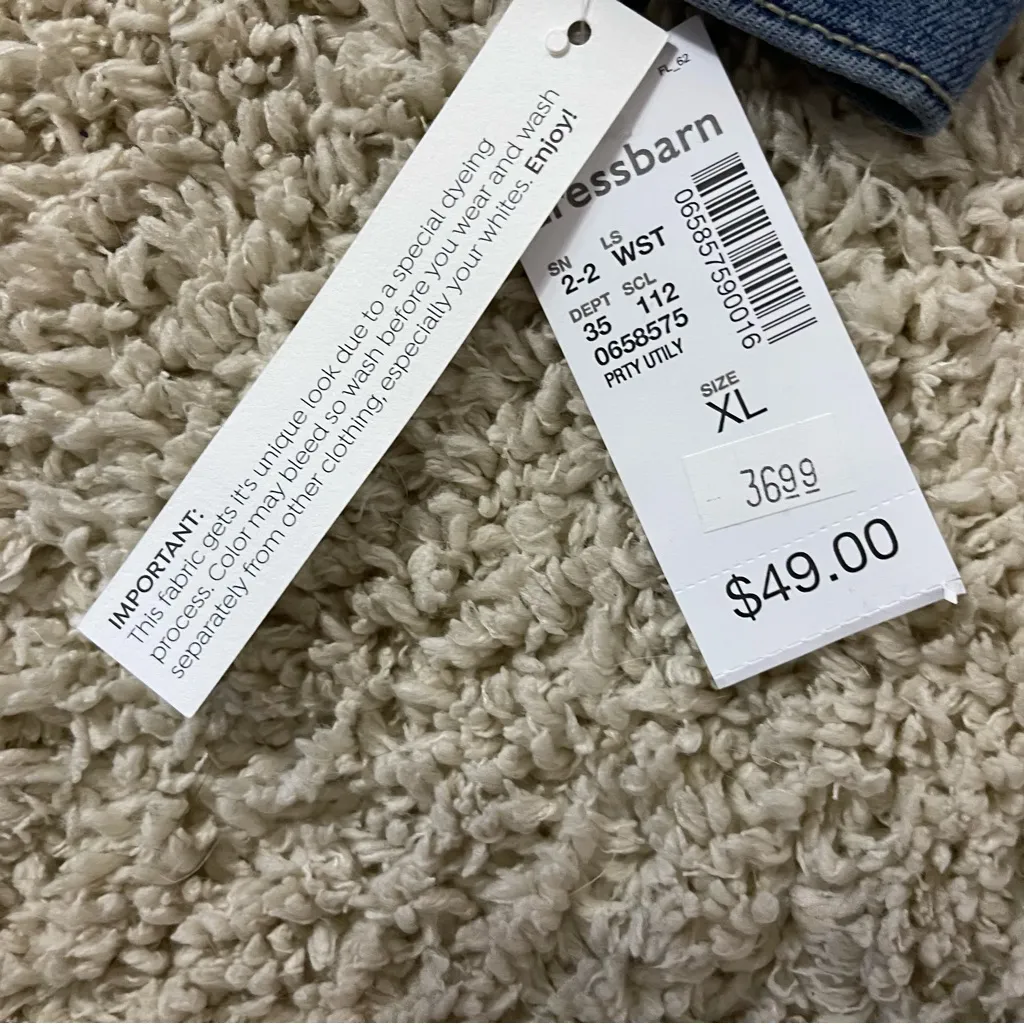 IMPORTANT:
This fabric gets it's unique look due to a special dyeing
process. Color may bleed so wash before you wear and wash
separately from other clothing, especially your whites. Enjoy!
FL_62
ressbarn
065857590016
SN LS
2-2 WST
DEPT SCL
35 112
0658575
PRTY UTILY
SIZE
XL
3699
$49.00